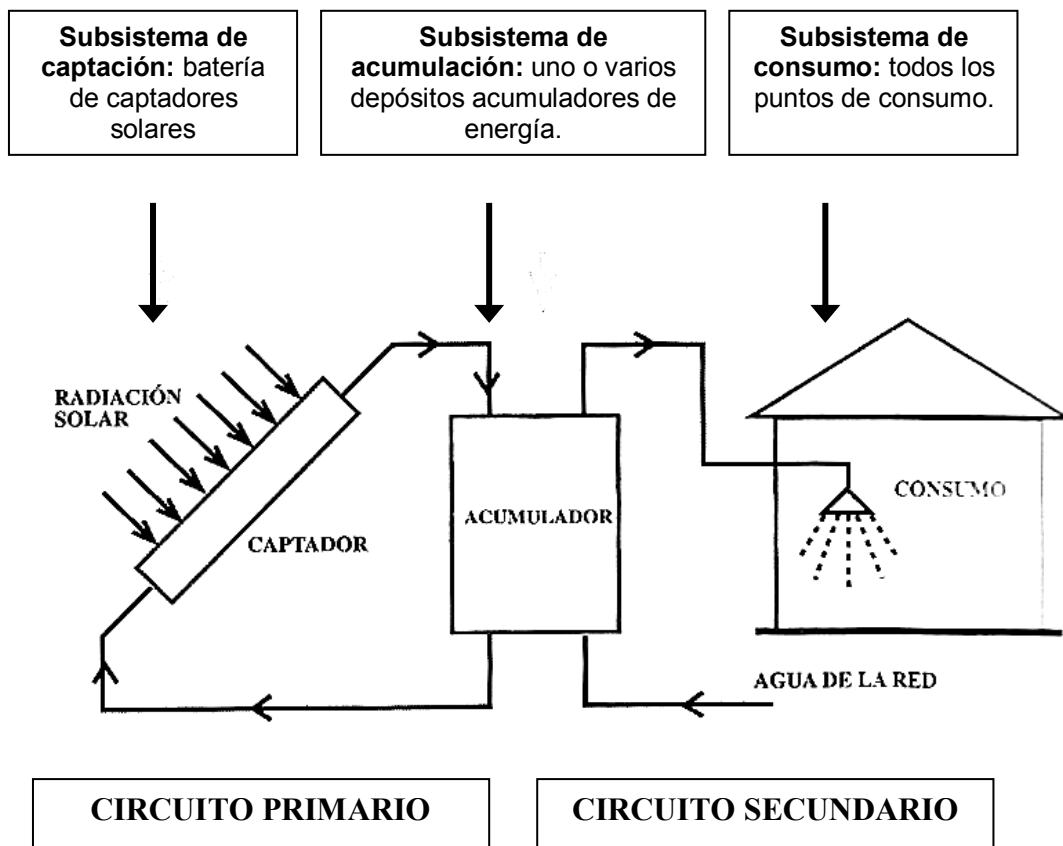 Subsistema de
captación: batería
de captadores
solares
Subsistema de
acumulación: uno o varios
depósitos acumuladores de
energía.
Subsistema de
consumo: todos los
puntos de consumo.
RADIACIÓN
SOLAR
CAPTADOR
ACUMULADOR
CONSUMO
AGUA DE LA RED
CIRCUITO PRIMARIO
CIRCUITO SECUNDARIO